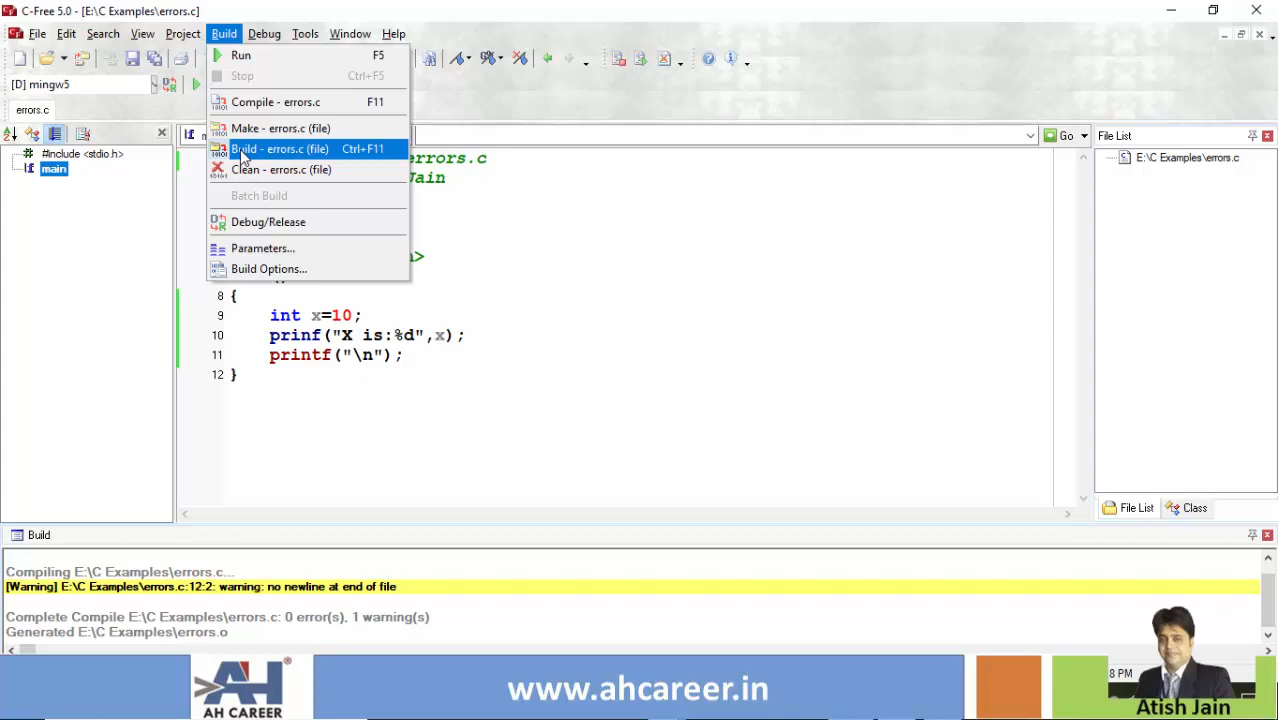 C-Free 5.0 - [E:\C Examples\errors.c]
File Edit Search View Project Build Debug Tools Window Help
Run F5
[D] mingw5
Stop Ctrl+F5
errors.c
Compile - errors.c F11
Make - errors.c (file)
Go
File List
Build - errors.c (file) Ctrl+F11
#include <stdio.h>
errors.c
E:\C Examples\errors.c
main
Clean - errors.c (file)
Jain
Batch Build
Debug/Release
Parameters...
>
Build Options...
8 {
9 int x=10;
10 prinf("X is:%d",x);
11 printf("\n");
12 }
File List Class
Build
Compiling E:\C Examples\errors.c...
[Warning] E:\C Examples\errors.c:12:2: warning: no newline at end of file
Complete Compile E:\C Examples\errors.c: 0 error(s), 1 warning(s)
Generated E:\C Examples\errors.o
8 PM
AH
AH CAREER
www.ahcareer.in
Atish Jain